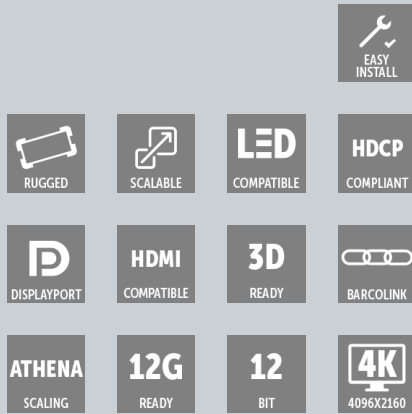 EASY
INSTALL
RUGGED
SCALABLE
LED
COMPATIBLE
HDCP
COMPLIANT
DISPLAYPORT
HDMI
COMPATIBLE
3D
READY
BARCOLINK
ATHENA
SCALING
12G
READY
12
BIT
4K
4096X2160